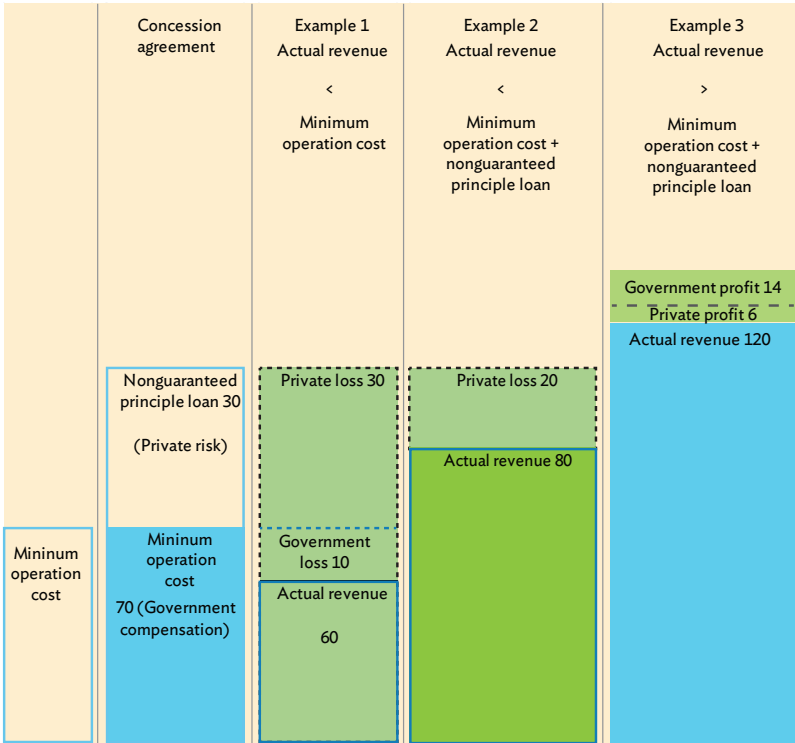 Concession
agreement
Example 1
Actual revenue
<
Minimum
operation cost
Example 2
Actual revenue
<
Minimum
operation cost +
nonguaranteed
principle loan
Example 3
Actual revenue
>
Minimum
operation cost +
nonguaranteed
principle loan
Mininum
operation
cost
Nonguaranteed
principle loan 30
(Private risk)
Mininum
operation
cost
70 (Government
compensation)
Private loss 30
Government
loss 10
Actual revenue
60
Private loss 20
Actual revenue 80
Government profit 14
Private profit 6
Actual revenue 120